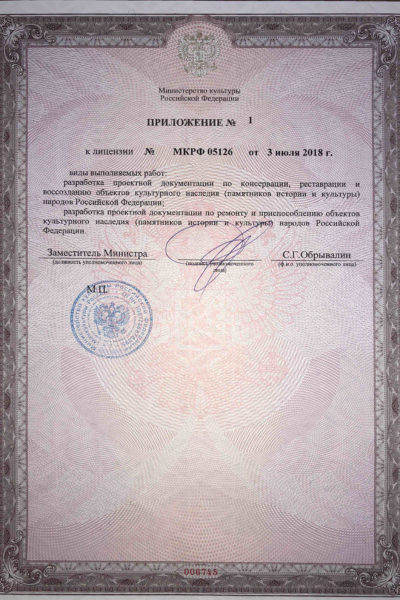 Министерство культуры
Российской Федерации
ПРИЛОЖЕНИЕ № 1
к лицензии № МКРФ 05126 от 3 июля 2018 г.
виды выполняемых работ:
разработка проектной документации по консервации, реставрации и
воссозданию объектов культурного наследия (памятников истории и культуры)
народов Российской Федерации;
разработка проектной документации по ремонту и приспособлению объектов
культурного наследия (памятников истории и культуры) народов Российской
Федерации.
Заместитель Министра
С.Г.Обрывалин
(должность уполномоченного лица)
(подпись уполномоченного
лица)
(ф.и.о. уполномоченного лица)
М.П.
006785